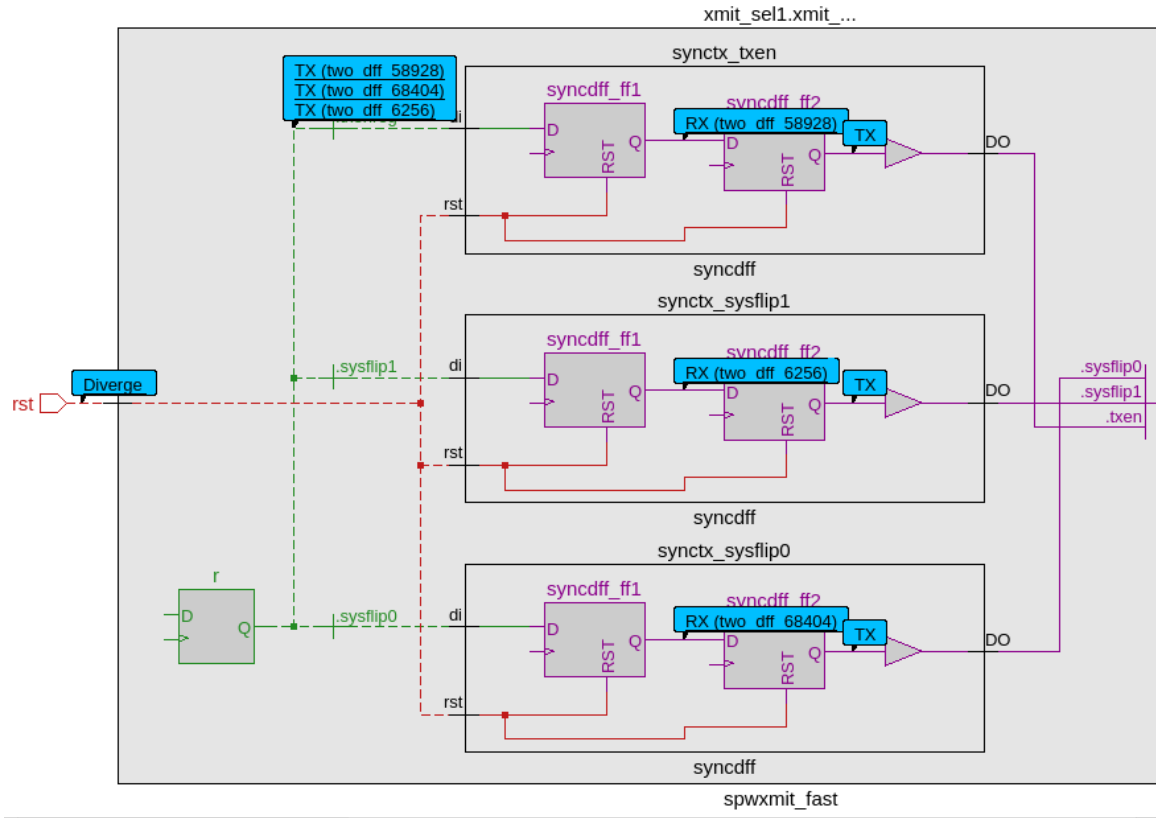 xmit_sel1.xmit_...
synctx_txen
TX (two_dff_58928)
TX (two_dff_68404)
TX (two_dff_6256)
di
syncdff_ff1
syncdff_ff2
RX (two_dff_58928)
TX
D
Q
RST
D
Q
RST
DO
rst
syncdff
synctx_sysflip1
.sysflip1
di
syncdff_ff1
syncdff_ff2
RX (two_dff_6256)
TX
D
Q
RST
D
Q
RST
DO
.sysflip0
.sysflip1
.txen
Diverge
rst
rst
syncdff
synctx_sysflip0
r
D
Q
.sysflip0
di
syncdff_ff1
syncdff_ff2
RX (two_dff_68404)
TX
D
Q
RST
D
Q
RST
DO
rst
syncdff
spwxmit_fast